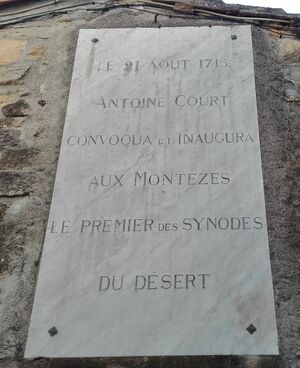 LE 21 AOUT 1715
ANTOINE COURT
CONVOQUA ET INAUGURA
AUX MONTÈZES
LE PREMIER DES SYNODES
DU DÉSERT